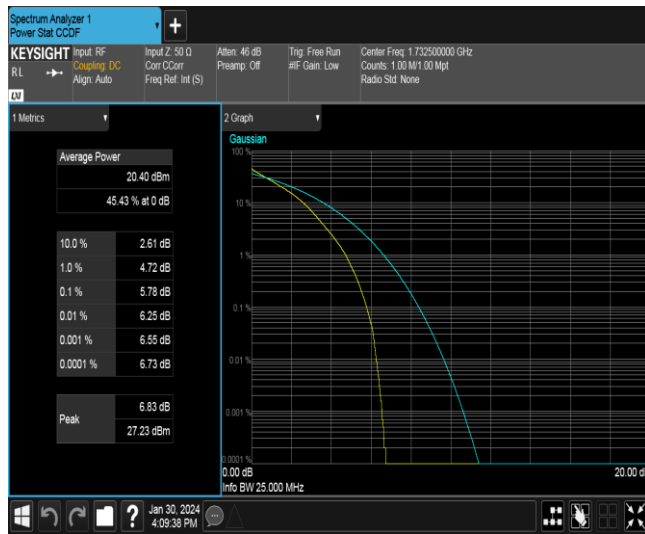 Spectrum Analyzer 1
Power Stat CCDF
+
KEYSIGHT
RL
LXI
Input: RF
Coupling: DC
Align: Auto
Input Z: 50 Ω
Corr CCorr
Freq Ref: Int (S)
Atten: 46 dB
Preamp: Off
Trig: Free Run
#IF Gain: Low
Center Freq: 1.732500000 GHz
Counts: 1.00 M/1.00 Mpt
Radio Std: None
1 Metrics
Average Power
20.40 dBm
45.43 % at 0 dB
10.0 % 2.61 dB
1.0 % 4.72 dB
0.1 % 5.78 dB
0.01 % 6.25 dB
0.001 % 6.55 dB
0.0001 % 6.73 dB
Peak
6.83 dB
27.23 dBm
2 Graph
Gaussian
100 %
10 %
1 %
0.1 %
0.01 %
0.001 %
0.0001 %
0.00 dB 20.00 d
Info BW 25.000 MHz
?
Jan 30, 2024
4:09:38 PM